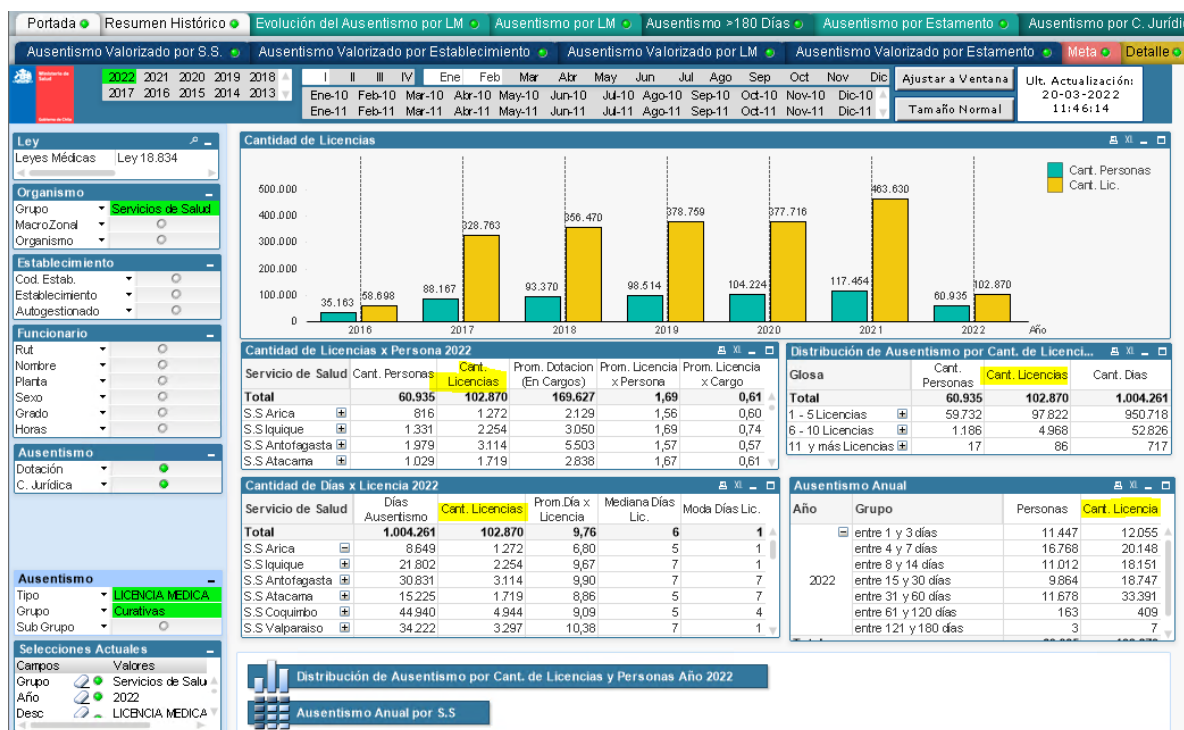 Portada Resumen Histórico Evolución del Ausentismo por LM Ausentismo por LM Ausentismo >180 Días Ausentismo por Estamento Ausentismo por C. Jurídi
Ausentismo Valorizado por S.S. Ausentismo Valorizado por Establecimiento Ausentismo Valorizado por LM Ausentismo Valorizado por Estamento Meta Detalle
Ministerio de Salud
Gobierno de Chile
2022 2021 2020 2019 2018
2017 2016 2015 2014 2013
I II III IV Ene Feb Mar Abr May Jun Jul Ago Sep Oct Nov Dic
Ene-10 Feb-10 Mar-10 Abr-10 May-10 Jun-10 Jul-10 Ago-10 Sep-10 Oct-10 Nov-10 Dic-10
Ene-11 Feb-11 Mar-11 Abr-11 May-11 Jun-11 Jul-11 Ago-11 Sep-11 Oct-11 Nov-11 Dic-11
Ajustar a Ventana
Tamaño Normal
Ult. Actualización:
20-03-2022
11:46:14
Ley
Leyes Médicas Ley 18.834
Organismo
Grupo Servicios de Salud
MacroZonal
Organismo
Establecimiento
Cod. Estab.
Establecimiento
Autogestionado
Funcionario
Rut
Nombre
Planta
Sexo
Grado
Horas
Ausentismo
Dotación
C. Jurídica
Ausentismo
Tipo LICENCIA MEDICA
Grupo Curativas
Sub Grupo
Selecciones Actuales
Campos Valores
Grupo Servicios de Salu
Año 2022
Desc LICENCIA MEDICA
Cantidad de Licencias XL
Cant. Personas
Cant. Lic.
500.000
400.000
300.000
200.000
100.000
0
35.163 58.698 88.167 328.763 93.370 356.470 98.514 378.759 104.224 377.716 117.454 463.630 60.935 102.870
2016 2017 2018 2019 2020 2021 2022 Año
Cantidad de Licencias x Persona 2022 XL
Servicio de Salud Cant. Personas Cant. Licencias Prom. Dotacion (En Cargos) Prom. Licencia x Persona Prom. Licencia x Cargo
Total 60.935 102.870 169.627 1,69 0,61
S.S Arica 816 1.272 2.129 1,56 0,60
S.S Iquique 1.331 2.254 3.050 1,69 0,74
S.S Antofagasta 1.979 3.114 5.503 1,57 0,57
S.S Atacama 1.029 1.719 2.838 1,67 0,61
Distribución de Ausentismo por Cant. de Licenci... XL
Glosa Cant. Personas Cant. Licencias Cant. Dias
Total 60.935 102.870 1.004.261
1 - 5 Licencias 59.732 97.822 950.718
6 - 10 Licencias 1.186 4.968 52.826
11 y más Licencias 17 86 717
Cantidad de Días x Licencia 2022 XL
Servicio de Salud Días Ausentismo Cant. Licencias Prom.Día x Licencia Mediana Días Lic. Moda Días Lic.
Total 1.004.261 102.870 9,76 6 1
S.S Arica 8.649 1.272 6,80 5 1
S.S Iquique 21.802 2.254 9,67 7 1
S.S Antofagasta 30.831 3.114 9,90 7 7
S.S Atacama 15.225 1.719 8,86 5 7
S.S Coquimbo 44.940 4.944 9,09 5 4
S.S Valparaiso 34.222 3.297 10,38 7 1
Ausentismo Anual XL
Año Grupo Personas Cant. Licencia
entre 1 y 3 días 11.447 12.055
entre 4 y 7 días 16.768 20.148
entre 8 y 14 días 11.012 18.151
2022 entre 15 y 30 días 9.864 18.747
entre 31 y 60 días 11.678 33.391
entre 61 y 120 días 163 409
entre 121 y 180 días 3 7
Distribución de Ausentismo por Cant. de Licencias y Personas Año 2022
Ausentismo Anual por S.S